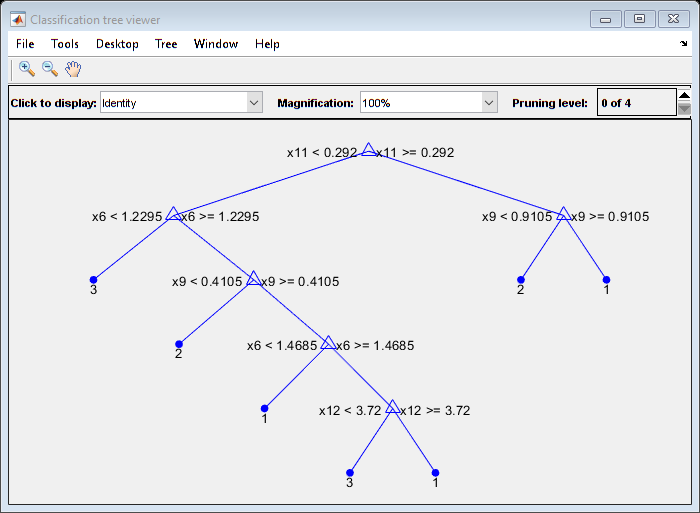 Classification tree viewer
File Tools Desktop Tree Window Help
Click to display: Identity Magnification: 100% Pruning level: 0 of 4
x11 < 0.292 x11 >= 0.292
x6 < 1.2295 x6 >= 1.2295 x9 < 0.9105 x9 >= 0.9105
3 x9 < 0.4105 x9 >= 0.4105 2 1
2 x6 < 1.4685 x6 >= 1.4685
1 x12 < 3.72 x12 >= 3.72
3 1